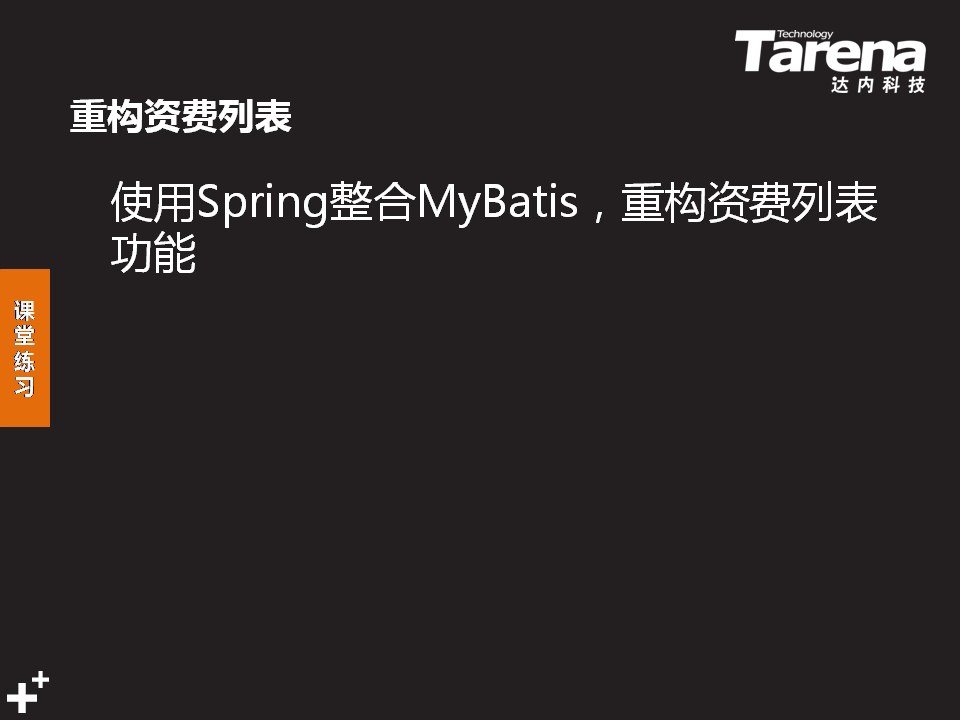 Technology
Tarena
达内科技
重构资费列表
使用Spring整合MyBatis，重构资费列表
功能
课
堂
练
习